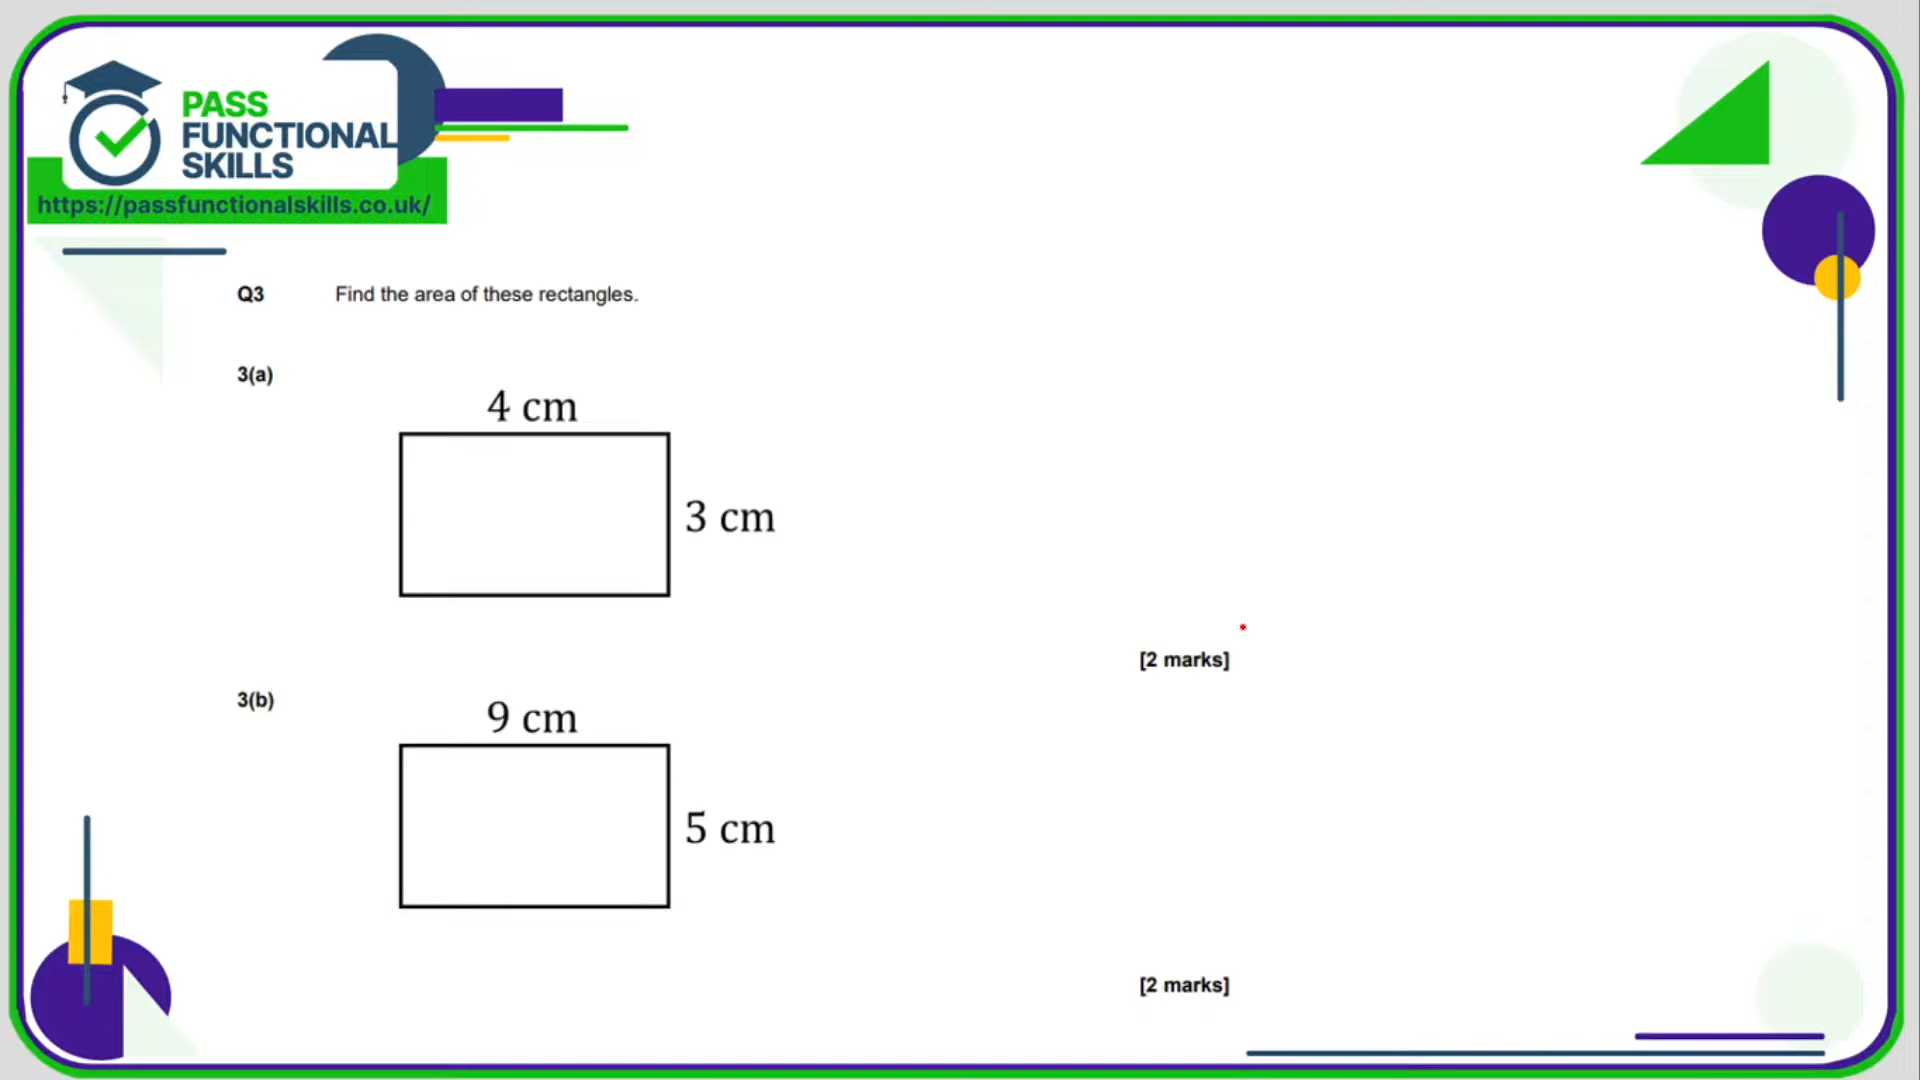 PASS
FUNCTIONAL
SKILLS
https://passfunctionalskills.co.uk/
Q3 Find the area of these rectangles.
3(a)
4 cm
3 cm
[2 marks]
3(b)
9 cm
5 cm
[2 marks]